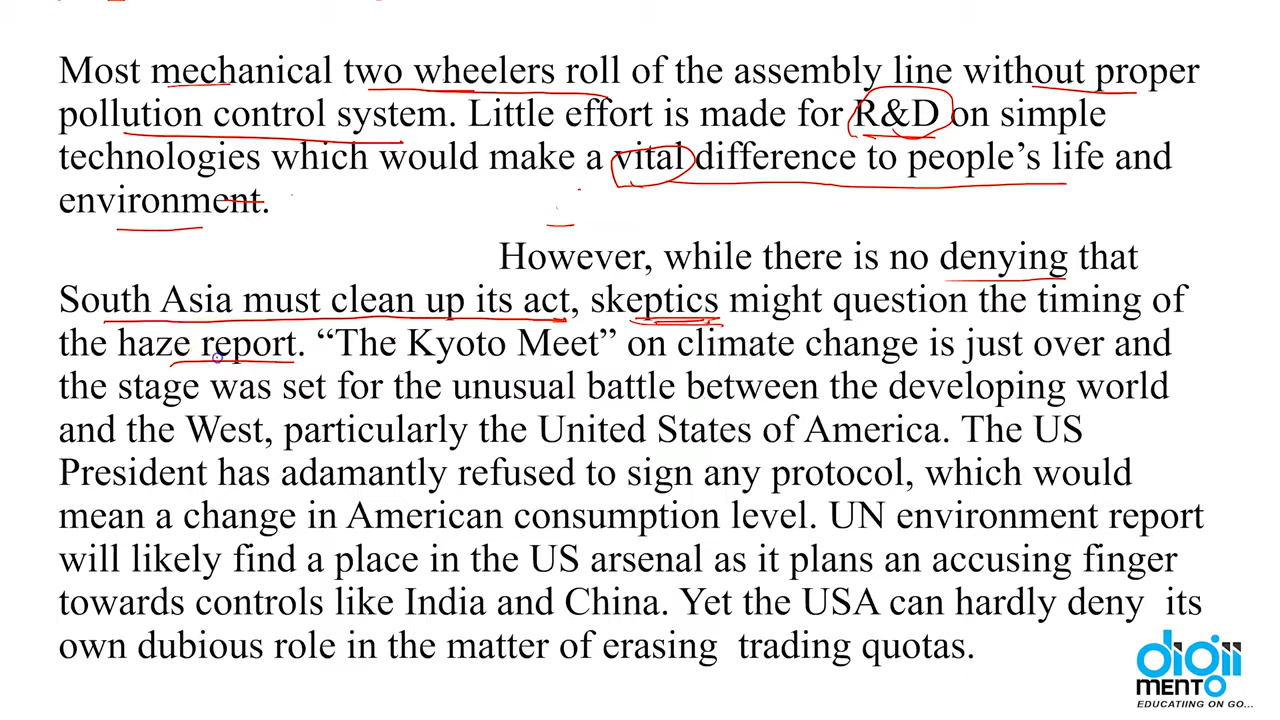 Most mechanical two wheelers roll of the assembly line without proper
pollution control system. Little effort is made for R&D on simple
technologies which would make a vital difference to people’s life and
environment.
However, while there is no denying that
South Asia must clean up its act, skeptics might question the timing of
the haze report. “The Kyoto Meet” on climate change is just over and
the stage was set for the unusual battle between the developing world
and the West, particularly the United States of America. The US
President has adamantly refused to sign any protocol, which would
mean a change in American consumption level. UN environment report
will likely find a place in the US arsenal as it plans an accusing finger
towards controls like India and China. Yet the USA can hardly deny its
own dubious role in the matter of erasing trading quotas.
digii
MENTO
EDUCATIING ON GO...